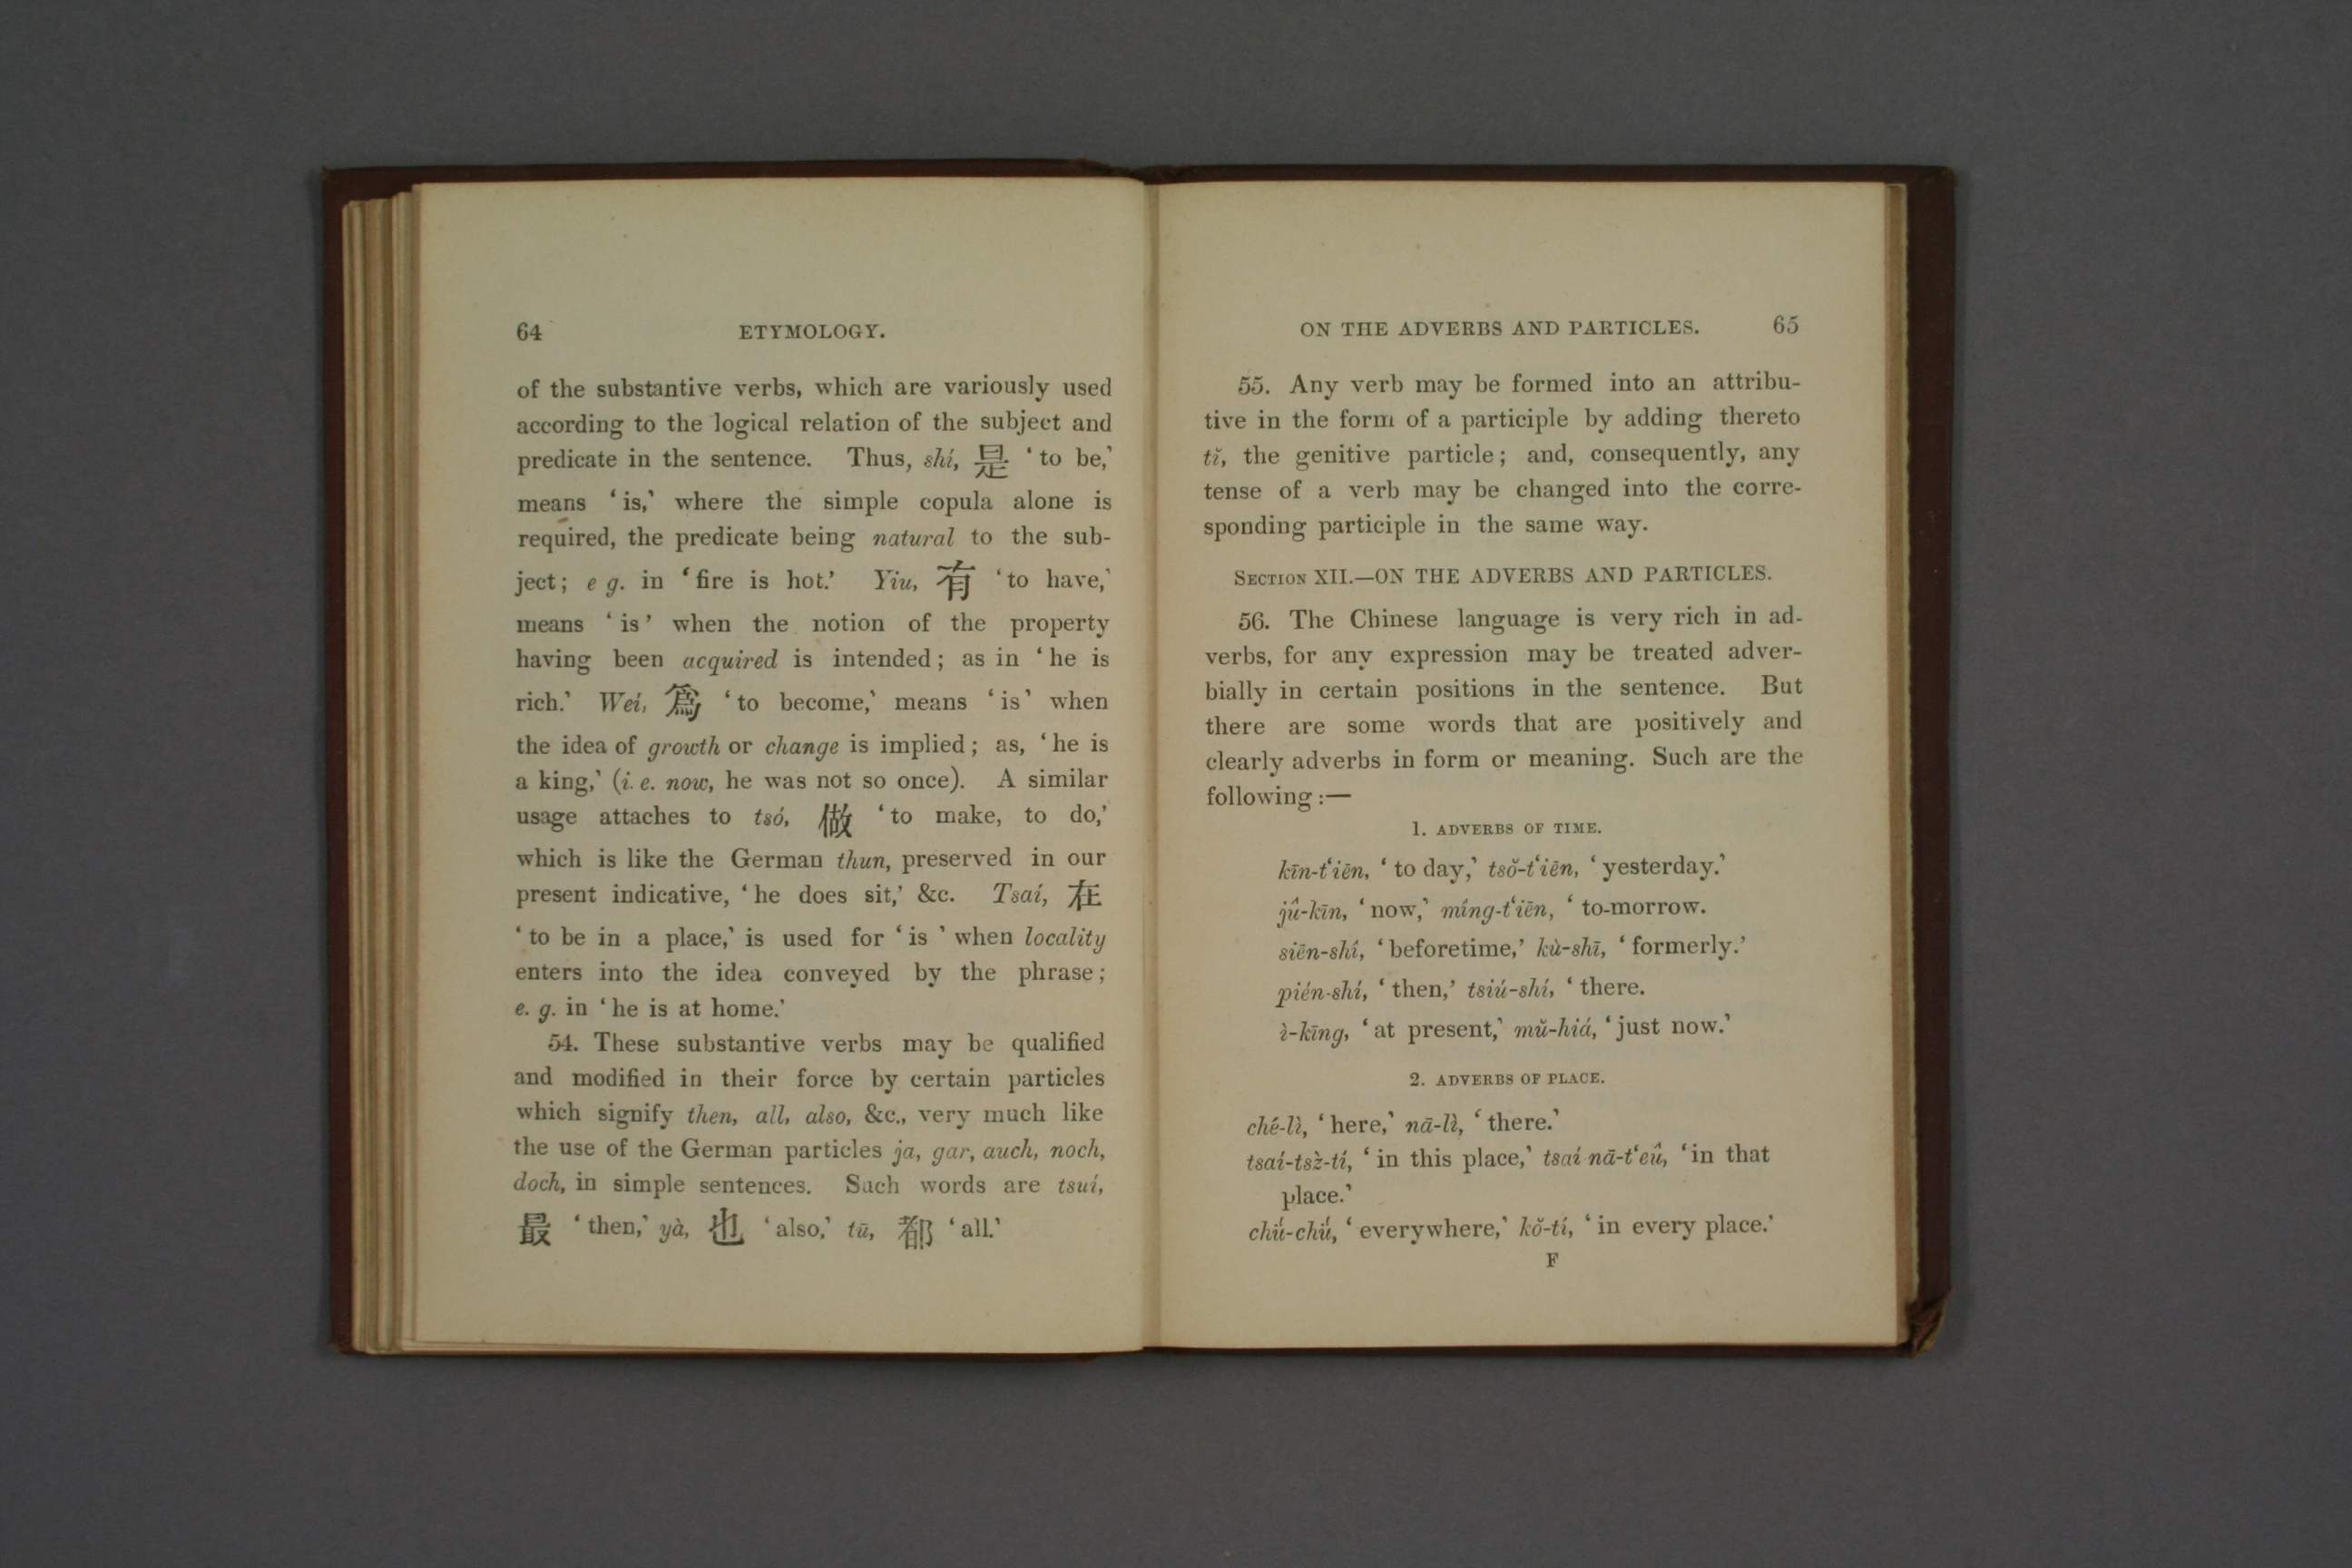 64 ETYMOLOGY.
of the substantive verbs, which are variously used
according to the logical relation of the subject and
predicate in the sentence. Thus, shí, 是 ‘to be,’
means ‘is,’ where the simple copula alone is
required, the predicate being natural to the sub-
ject; e g. in ‘fire is hot.’ Yiu, 有 ‘to have,’
means ‘is’ when the notion of the property
having been acquired is intended; as in ‘he is
rich.’ Weí, 爲 ‘to become,’ means ‘is’ when
the idea of growth or change is implied; as, ‘he is
a king,’ (i. e. now, he was not so once). A similar
usage attaches to tsó, 做 ‘to make, to do,’
which is like the German thun, preserved in our
present indicative, ‘he does sit,’ &c. Tsaí, 在
‘to be in a place,’ is used for ‘is’ when locality
enters into the idea conveyed by the phrase;
e. g. in ‘he is at home.’
54. These substantive verbs may be qualified
and modified in their force by certain particles
which signify then, all, also, &c., very much like
the use of the German particles ja, gar, auch, noch,
doch, in simple sentences. Such words are tsuí,
最 ‘then,’ yà, 也 ‘also,’ tū, 都 ‘all.’
ON THE ADVERBS AND PARTICLES. 65
55. Any verb may be formed into an attribu-
tive in the form of a participle by adding thereto
tĭ, the genitive particle; and, consequently, any
tense of a verb may be changed into the corre-
sponding participle in the same way.
SECTION XII.—ON THE ADVERBS AND PARTICLES.
56. The Chinese language is very rich in ad-
verbs, for any expression may be treated adver-
bially in certain positions in the sentence. But
there are some words that are positively and
clearly adverbs in form or meaning. Such are the
following:—
1. ADVERBS OF TIME.
kīn-t‘iēn, ‘to day,’ tsŏ-t‘iēn, ‘yesterday.’
jû-kīn, ‘now,’ mîng-t‘iēn, ‘to-morrow.
siēn-shí, ‘beforetime,’ kù-shī, ‘formerly.’
pién-shí, ‘then,’ tsiú-shí, ‘there.
ì-kīng, ‘at present,’ mŭ-hiá, ‘just now.’
2. ADVERBS OF PLACE.
ché-lì, ‘here,’ nā-lì, ‘there.’
tsaí-tsz̀-tí, ‘in this place,’ tsaí nā-t‘eû, ‘in that
place.’
chǘ-chǘ, ‘everywhere,’ kŏ-tí, ‘in every place.’
F